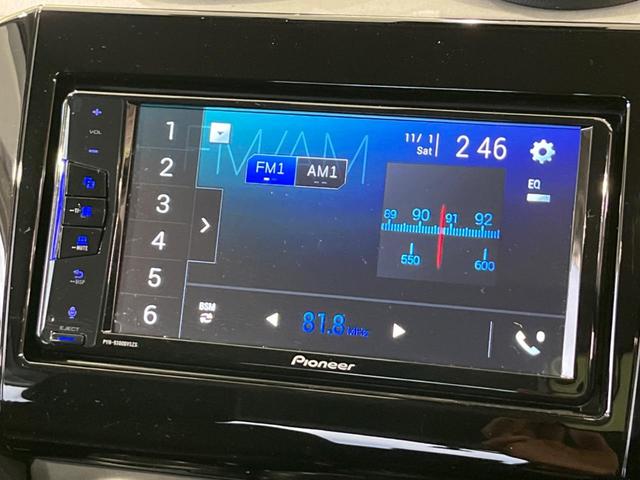 VOL
MUTE
DISP
EJECT
1
2
3
4
5
6
FM/AM
FM1
AM1
11/ 1
Sat
2 46
EQ
89 90 91 92
550 600
BSM
81.8 MHz
Pioneer